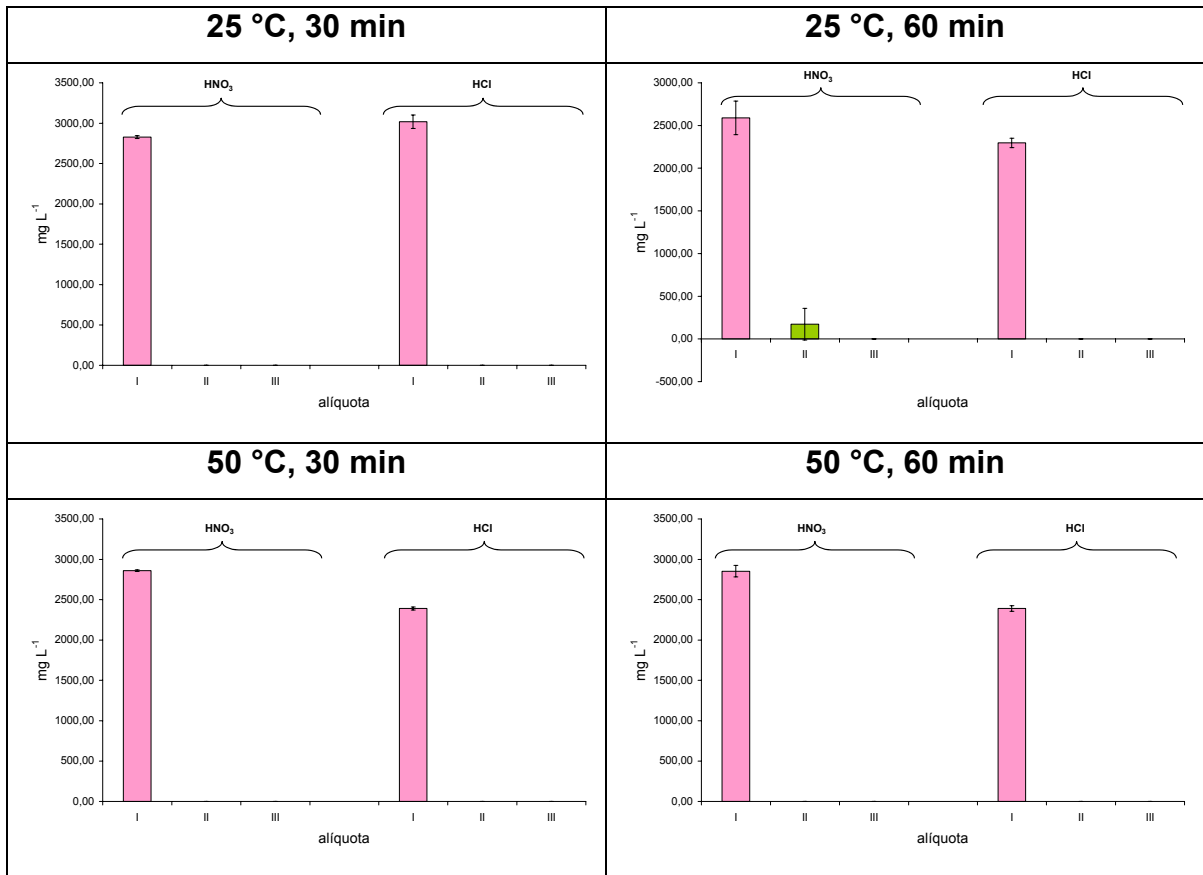 25 °C, 30 min
25 °C, 60 min
HNO₃
HCl
3500,00
3000,00
2500,00
2000,00
1500,00
1000,00
500,00
0,00
mg L⁻¹
I II III I II III
alíquota
HNO₃
HCl
3000,00
2500,00
2000,00
1500,00
1000,00
500,00
0,00
-500,00
mg L⁻¹
I II III I II III
alíquota
50 °C, 30 min
50 °C, 60 min
HNO₃
HCl
3500,00
3000,00
2500,00
2000,00
1500,00
1000,00
500,00
0,00
mg L⁻¹
I II III I II III
alíquota
HNO₃
HCl
3500,00
3000,00
2500,00
2000,00
1500,00
1000,00
500,00
0,00
mg L⁻¹
I II III I II III
alíquota